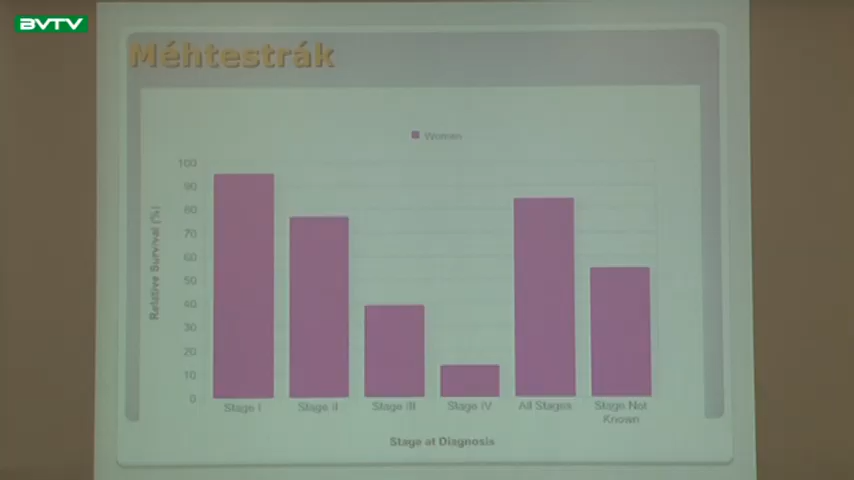 BVTV
Méhtestrák
Women
100
90
80
70
60
50
40
30
20
10
0
Relative Survival (%)
Stage I
Stage II
Stage III
Stage IV
All Stages
Stage Not
Known
Stage at Diagnosis